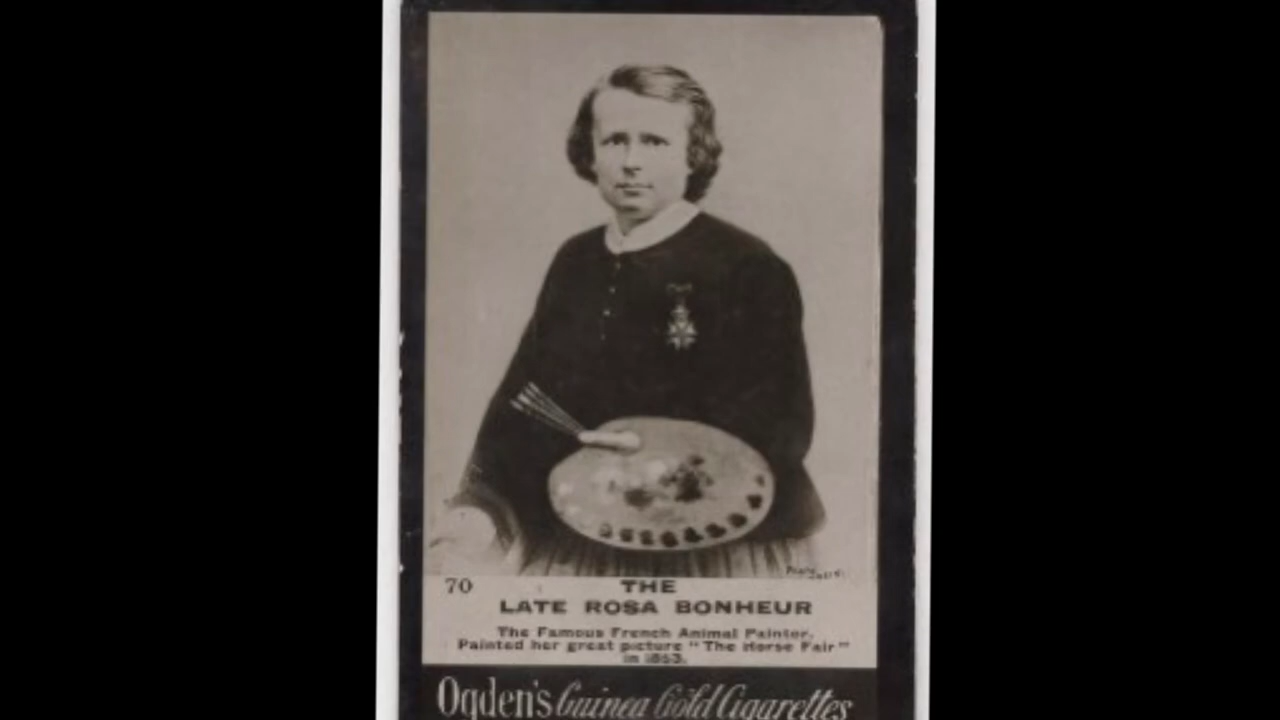 70 THE
LATE ROSA BONHEUR
The Famous French Animal Painter.
Painted her great picture "The Horse Fair"
in 1853.
Ogden's Guinea Gold Cigarettes